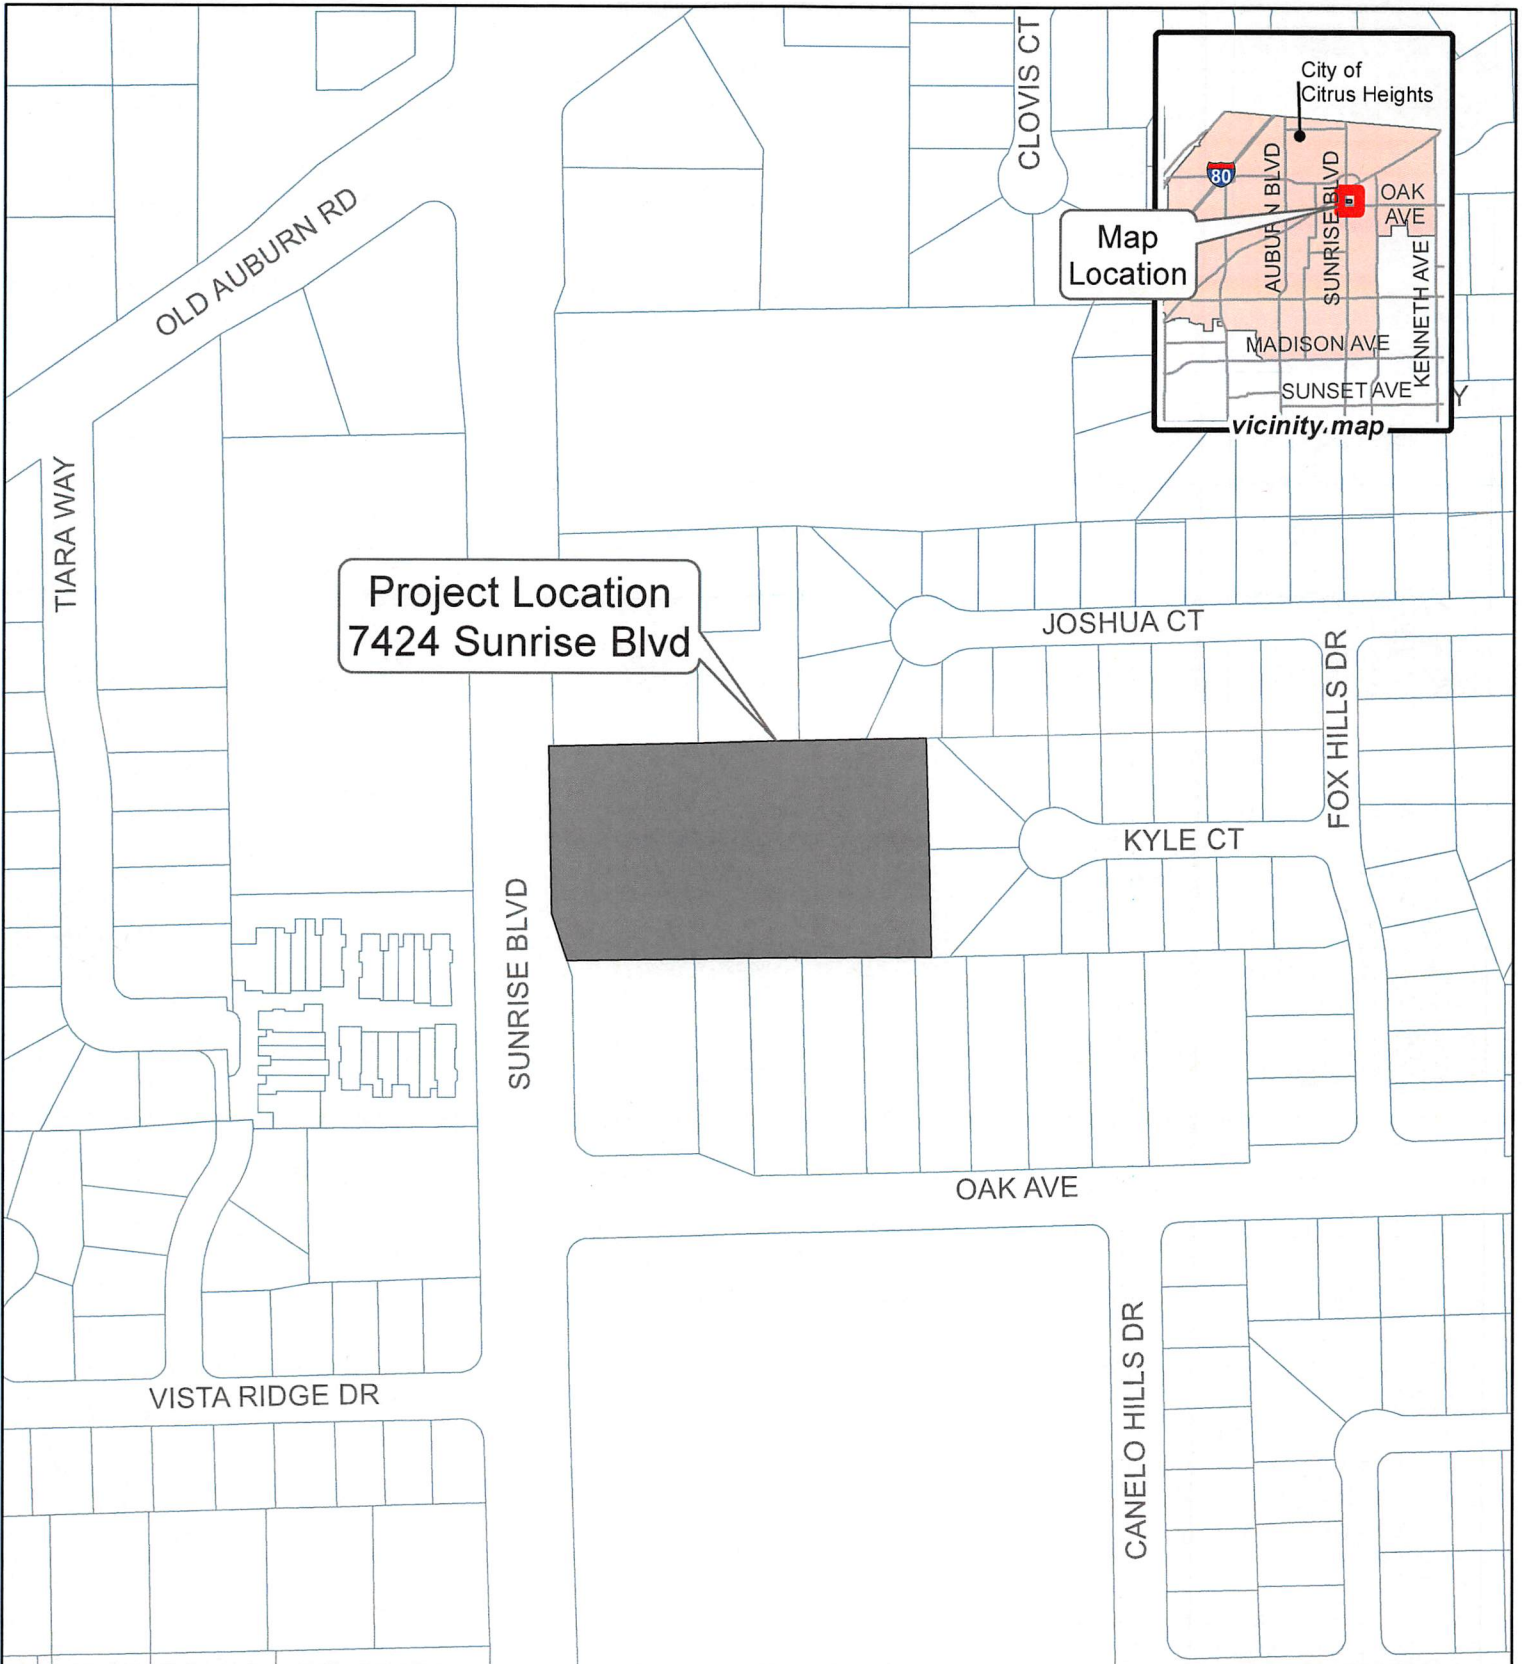 CLOVIS CT
City of
Citrus Heights
80
AUBURN BLVD
SUNRISE BLVD
OAK
AVE
Map
Location
KENNETH AVE
MADISON AVE
SUNSET AVE
Y
vicinity map
OLD AUBURN RD
TIARA WAY
Project Location
7424 Sunrise Blvd
JOSHUA CT
FOX HILLS DR
KYLE CT
SUNRISE BLVD
OAK AVE
VISTA RIDGE DR
CANELO HILLS DR